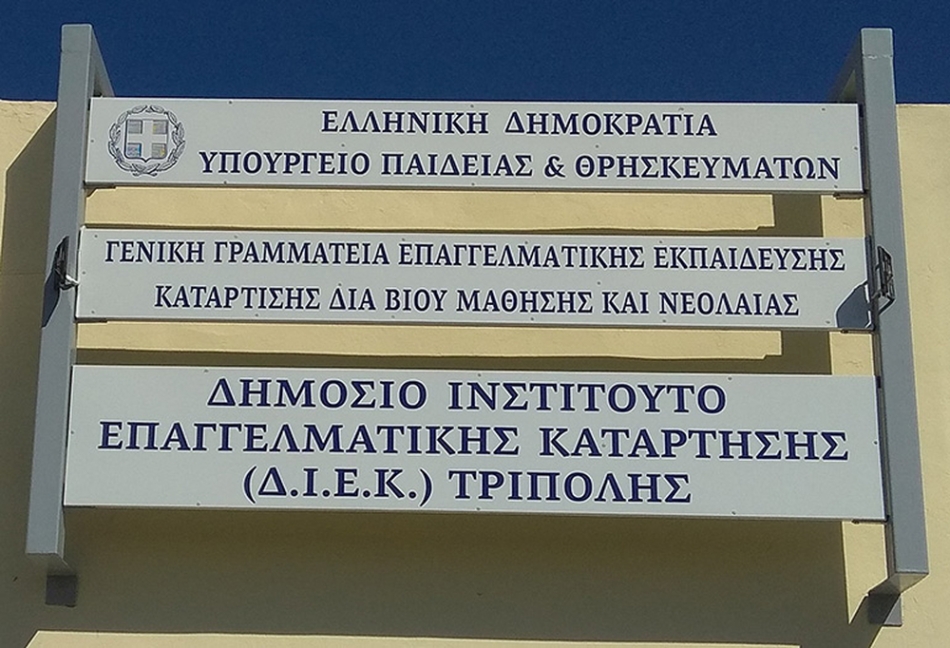 ΕΛΛΗΝΙΚΗ ΔΗΜΟΚΡΑΤΙΑ
ΥΠΟΥΡΓΕΙΟ ΠΑΙΔΕΙΑΣ & ΘΡΗΣΚΕΥΜΑΤΩΝ
ΓΕΝΙΚΗ ΓΡΑΜΜΑΤΕΙΑ ΕΠΑΓΓΕΛΜΑΤΙΚΗΣ ΕΚΠΑΙΔΕΥΣΗΣ
ΚΑΤΑΡΤΙΣΗΣ ΔΙΑ ΒΙΟΥ ΜΑΘΗΣΗΣ ΚΑΙ ΝΕΟΛΑΙΑΣ
ΔΗΜΟΣΙΟ ΙΝΣΤΙΤΟΥΤΟ
ΕΠΑΓΓΕΛΜΑΤΙΚΗΣ ΚΑΤΑΡΤΗΣΗΣ
(Δ.Ι.Ε.Κ.) ΤΡΙΠΟΛΗΣ